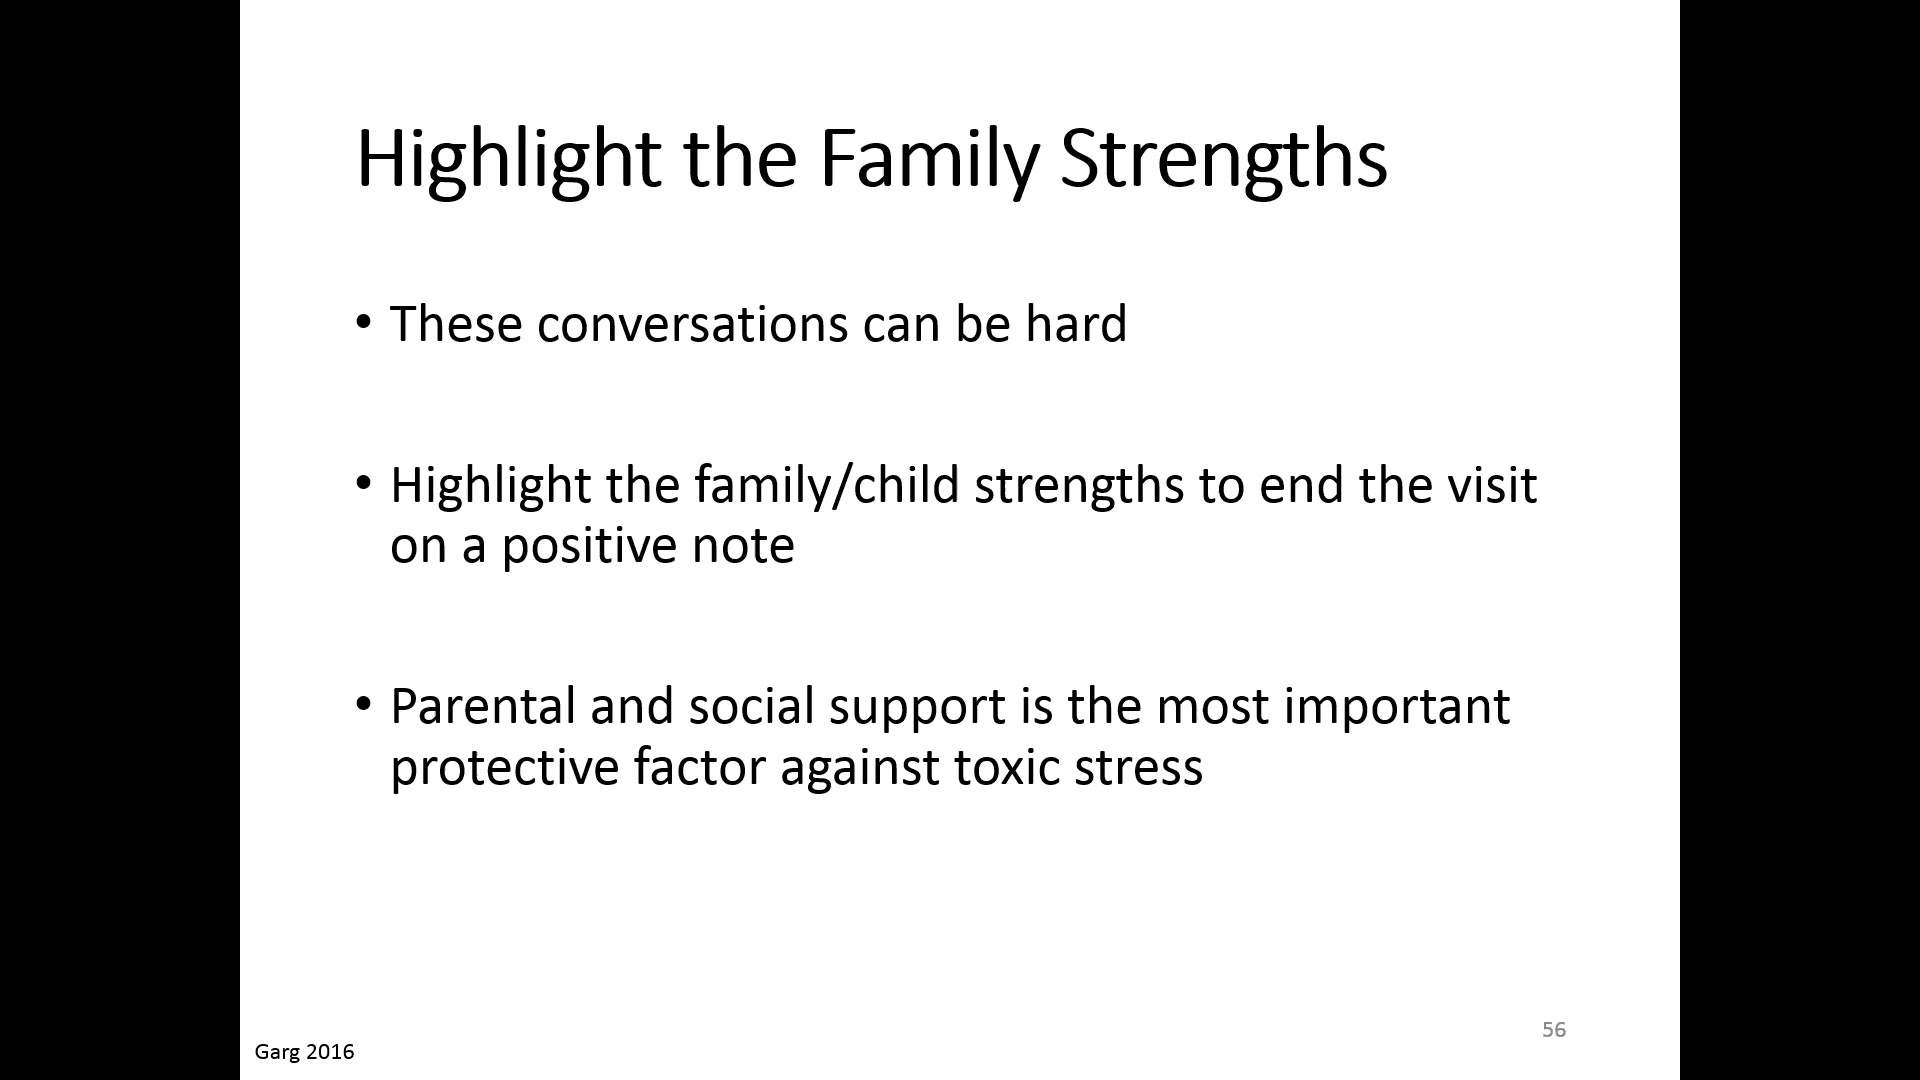 Highlight the Family Strengths
• These conversations can be hard
• Highlight the family/child strengths to end the visit
on a positive note
• Parental and social support is the most important
protective factor against toxic stress
56
Garg 2016